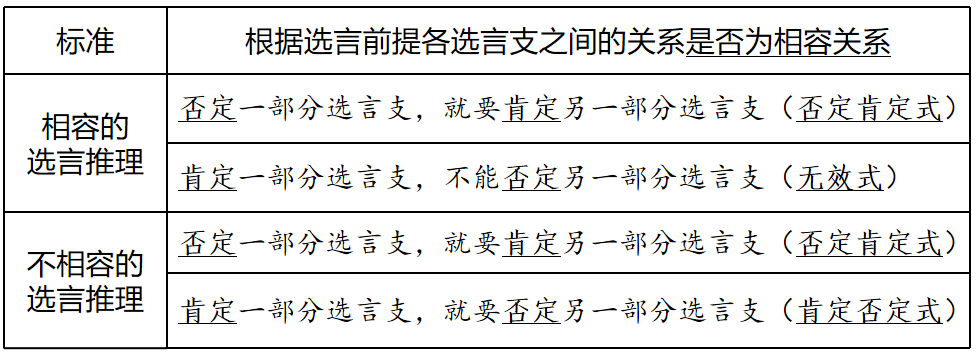 标准
根据选言前提各选言支之间的关系是否为相容关系
相容的
选言推理
否定一部分选言支，就要肯定另一部分选言支（否定肯定式）
肯定一部分选言支，不能否定另一部分选言支（无效式）
不相容的
选言推理
否定一部分选言支，就要肯定另一部分选言支（否定肯定式）
肯定一部分选言支，就要否定另一部分选言支（肯定否定式）